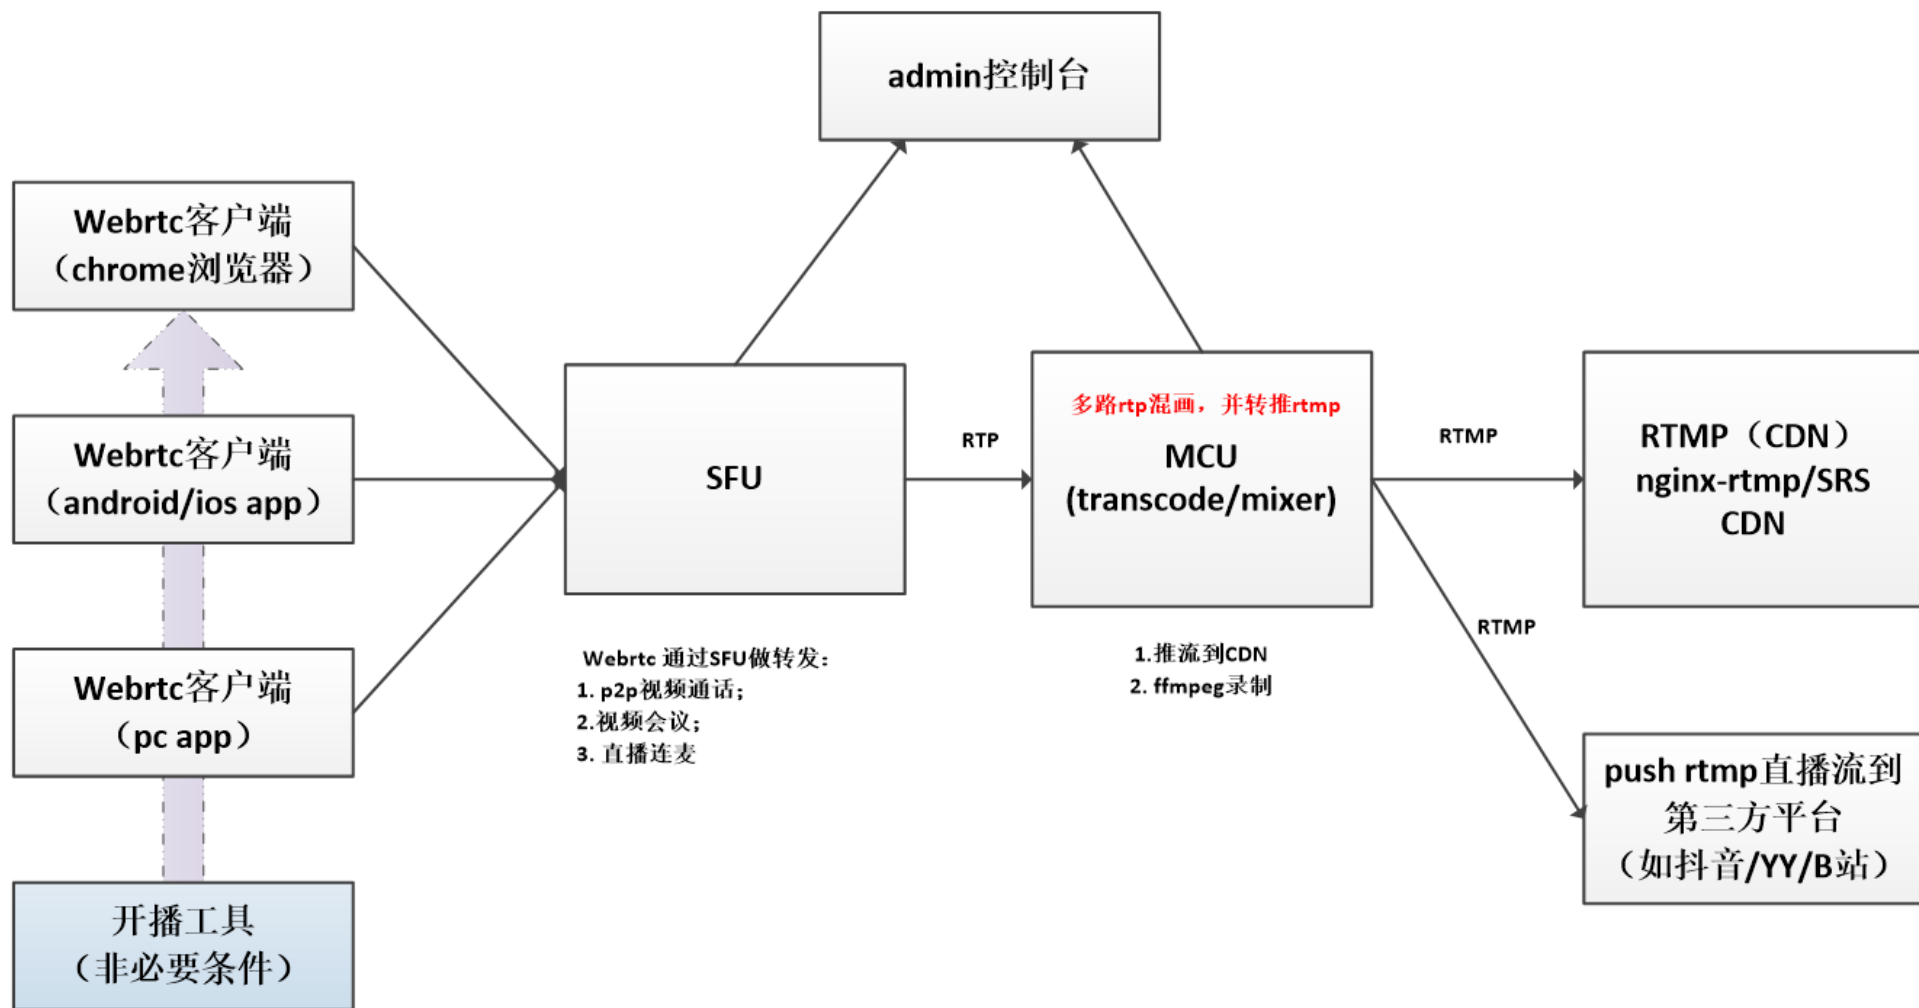 admin控制台
Webrtc客户端
（chrome浏览器）
Webrtc客户端
（android/ios app）
Webrtc客户端
（pc app）
开播工具
（非必要条件）
SFU
Webrtc 通过SFU做转发：
1. p2p视频通话；
2.视频会议；
3. 直播连麦
RTP
多路rtp混画，并转推rtmp
MCU
(transcode/mixer)
1.推流到CDN
2. ffmpeg录制
RTMP
RTMP
RTMP（CDN）
nginx-rtmp/SRS
CDN
push rtmp直播流到
第三方平台
（如抖音/YY/B站）